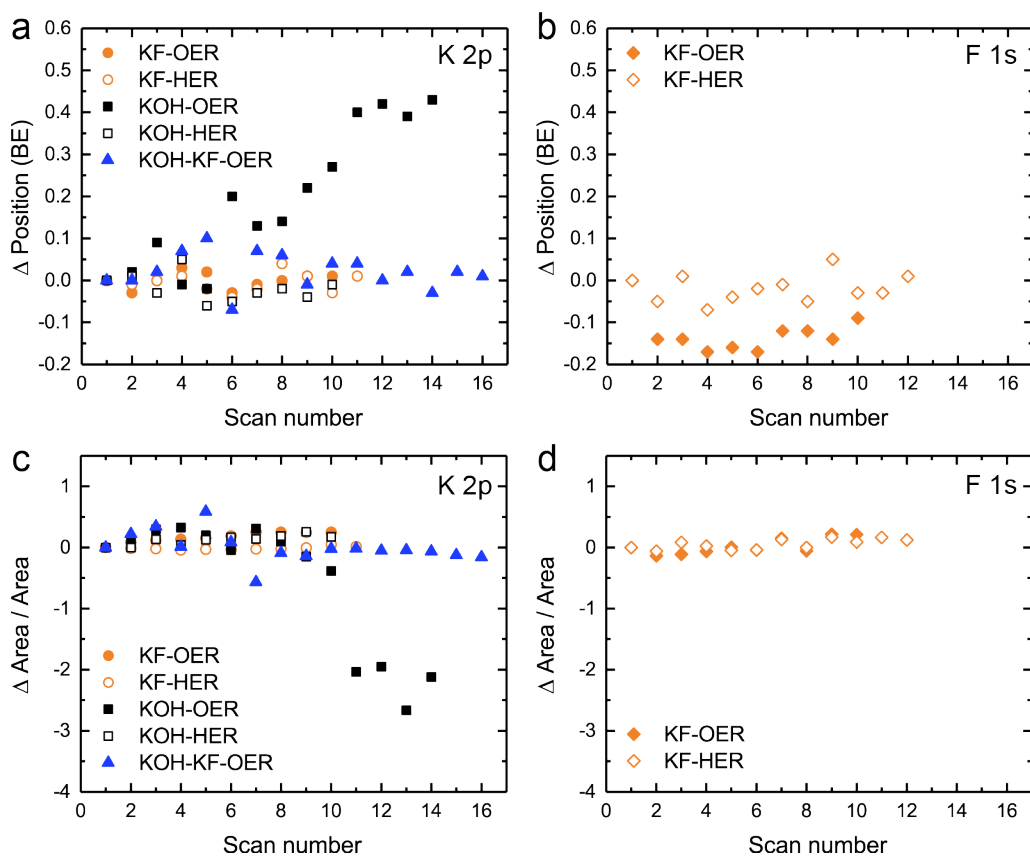 a
K 2p
KF-OER
KF-HER
KOH-OER
KOH-HER
KOH-KF-OER
0.6
0.5
0.4
0.3
0.2
0.1
0.0
-0.1
-0.2
Δ Position (BE)
0 2 4 6 8 10 12 14 16
Scan number
b
F 1s
KF-OER
KF-HER
0.6
0.5
0.4
0.3
0.2
0.1
0.0
-0.1
-0.2
Δ Position (BE)
0 2 4 6 8 10 12 14 16
Scan number
c
K 2p
1
0
-1
-2
-3
-4
Δ Area / Area
KF-OER
KF-HER
KOH-OER
KOH-HER
KOH-KF-OER
0 2 4 6 8 10 12 14 16
Scan number
d
F 1s
1
0
-1
-2
-3
-4
Δ Area / Area
KF-OER
KF-HER
0 2 4 6 8 10 12 14 16
Scan number